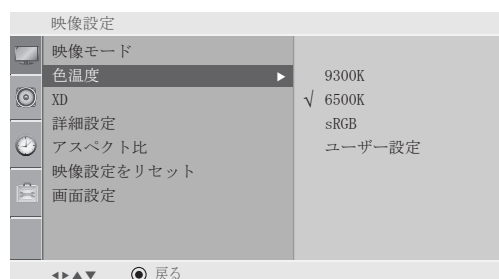 映像設定
映像モード
色温度 ▶
XD
詳細設定
アスペクト比
映像設定をリセット
画面設定
9300K
√ 6500K
sRGB
ユーザー設定
◀▶▲▼ ◉ 戻る